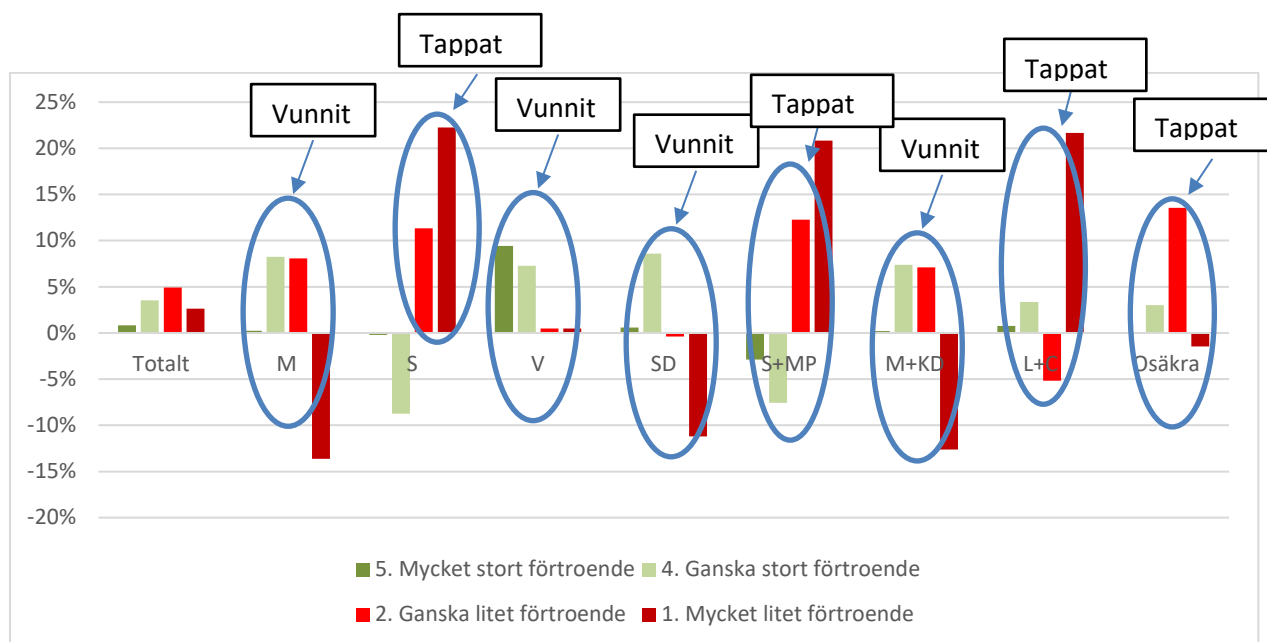 Tappat
Vunnit
Vunnit
Vunnit
Tappat
Vunnit
Tappat
Tappat
25%
20%
15%
10%
5%
0%
-5%
-10%
-15%
-20%
Totalt M S V SD S+MP M+KD L+C Osäkra
5. Mycket stort förtroende 4. Ganska stort förtroende
2. Ganska litet förtroende 1. Mycket litet förtroende